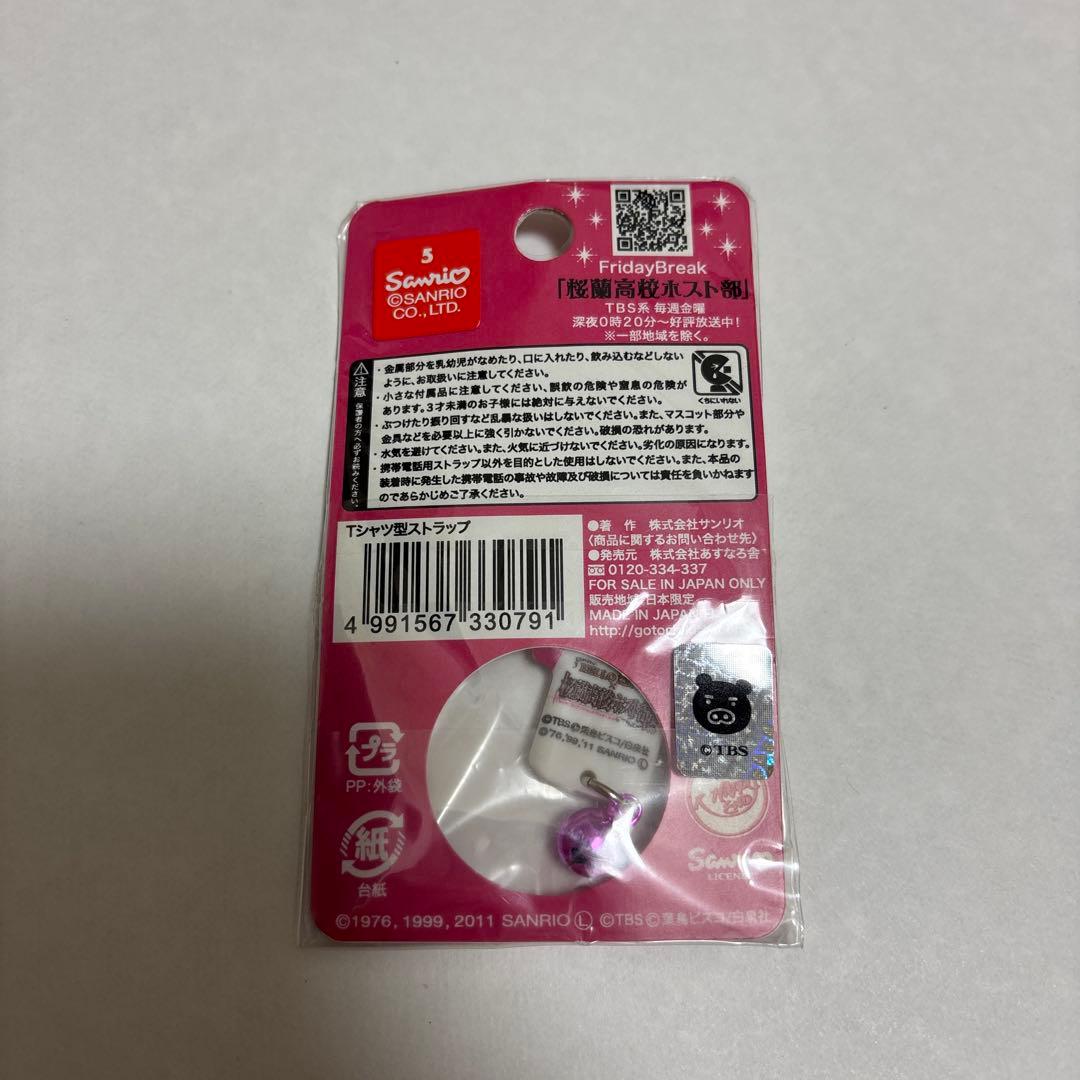 5
Sanrio
©SANRIO
CO.,LTD.
FridayBreak
「桜蘭高校ホスト部」
TBS系 毎週金曜
深夜0時20分〜好評放送中!
※一部地域を除く。
注意
保護者の方へ必ずお読みください。
・金属部分を乳幼児がなめたり、口に入れたり、飲み込むなどしない
ように、お取扱いに注意してください。
・小さな付属品に注意してください、誤飲の危険や窒息の危険が
あります。3才未満のお子様には絶対に与えないでください。
・ぶつけたり振り回すなど乱暴な扱いはしないでください。また、マスコット部分や
金具などを必要以上に強く引かないでください。破損の恐れがあります。
・水気を避けてください。また、火気に近づけないでください。劣化の原因になります。
・携帯電話用ストラップ以外を目的とした使用はしないでください。また、本品の
装着時に発生した携帯電話の事故や故障及び破損については責任を負いかねます
のであらかじめご了承ください。
くちにいれない
Tシャツ型ストラップ
4 991567 330791
●著 作 株式会社サンリオ
〈商品に関するお問い合わせ先〉
●発売元 株式会社あすなろ舎
0120-334-337
FOR SALE IN JAPAN ONLY
販売地域/日本限定
MADE IN JAPAN
http://gotoc
©TBS©葉鳥ビスコ/白泉社
©'76,'99,'11 SANRIO Ⓛ
©TBS
プラ
PP:外袋
紙
台紙
Sanrio
©1976, 1999, 2011 SANRIO Ⓛ ©TBS©葉鳥ビスコ/白泉社